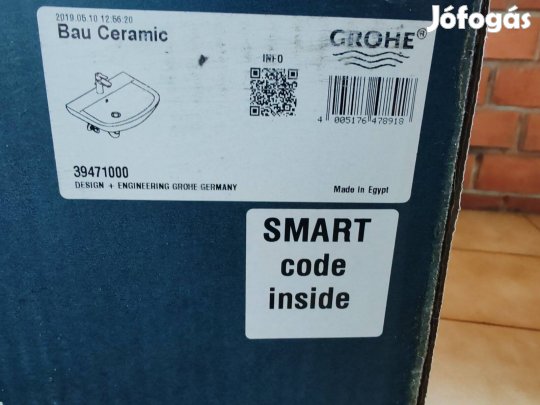 Jófogás
2019.05.10 12:56:20
Bau Ceramic
GROHE®
INFO
4 005176 478918
39471000
DESIGN + ENGINEERING GROHE GERMANY
Made in Egypt
SMART
code
inside